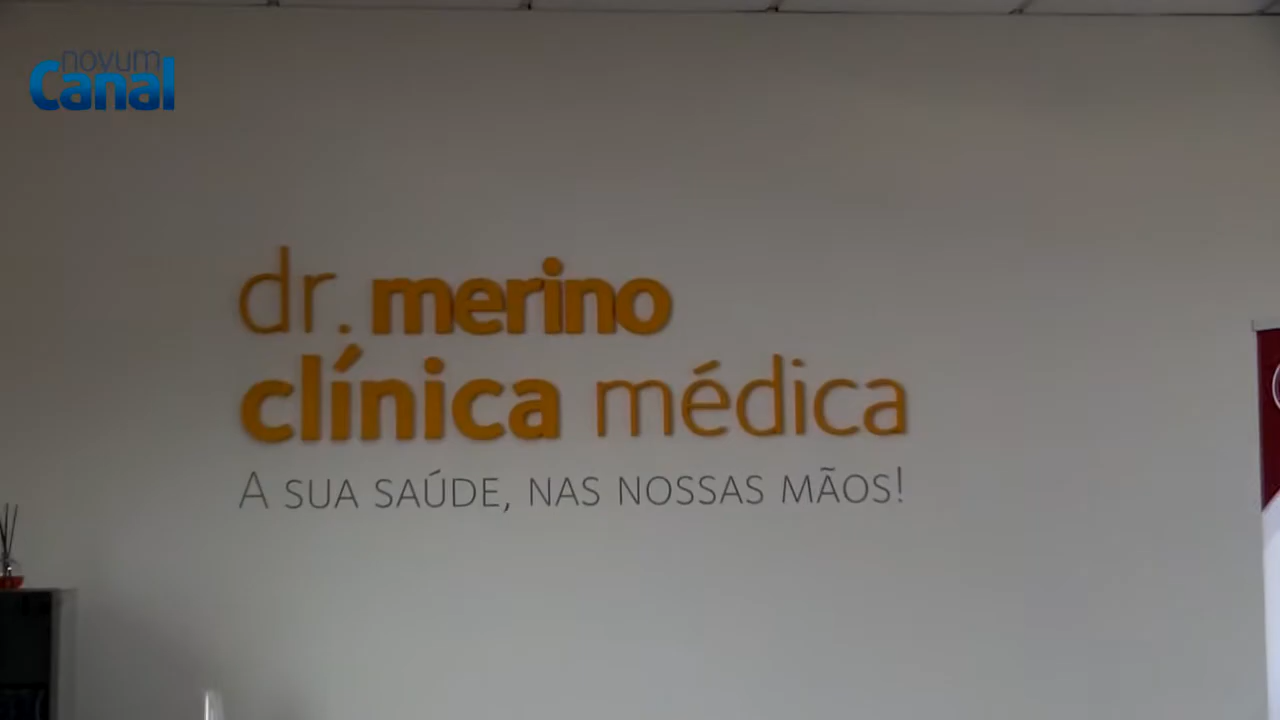 novum
Canal
dr. merino
clínica médica
A SUA SAÚDE, NAS NOSSAS MÃOS!